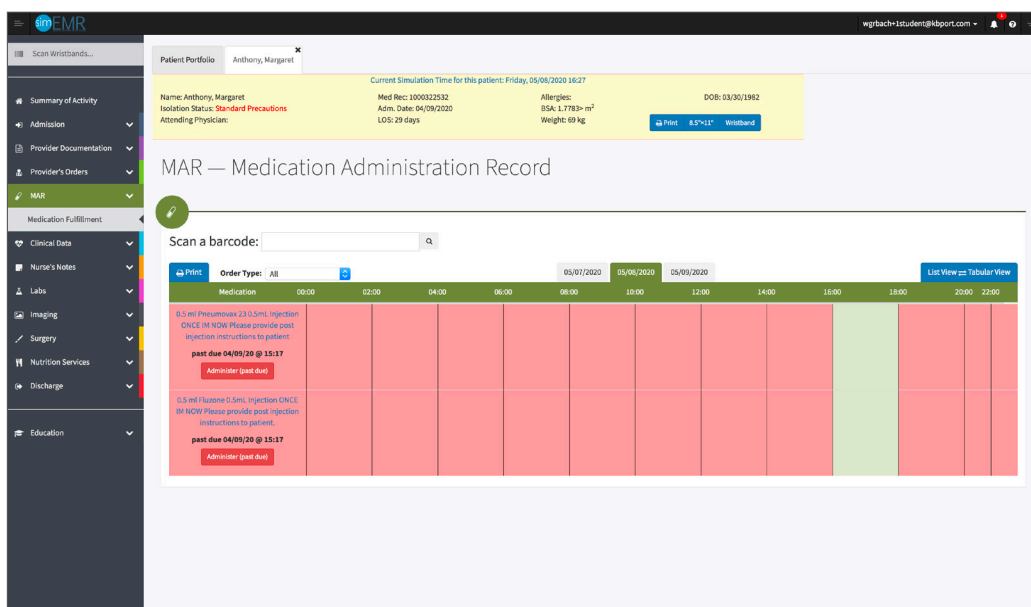 simEMR
wgrbach+1student@kbport.com
1
Scan Wristbands...
Summary of Activity
Admission
Provider Documentation
Provider's Orders
MAR
Medication Fulfillment
Clinical Data
Nurse's Notes
Labs
Imaging
Surgery
Nutrition Services
Discharge
Education
Patient Portfolio
Anthony, Margaret
Current Simulation Time for this patient: Friday, 05/08/2020 16:27
Name: Anthony, Margaret
Isolation Status: Standard Precautions
Attending Physician:
Med Rec: 1000322532
Adm. Date: 04/09/2020
LOS: 29 days
Allergies:
BSA: 1.7783> m²
Weight: 69 kg
DOB: 03/30/1982
Print 8.5"×11" Wristband
MAR — Medication Administration Record
Scan a barcode:
Print
Order Type: All
05/07/2020 05/08/2020 05/09/2020
List View ⇌ Tabular View
Medication 00:00 02:00 04:00 06:00 08:00 10:00 12:00 14:00 16:00 18:00 20:00 22:00
0.5 ml Pneumovax 23 0.5mL Injection
ONCE IM NOW Please provide post
injection instructions to patient
past due 04/09/20 @ 15:17
Administer (past due)
0.5 ml Fluzone 0.5mL Injection ONCE
IM NOW Please provide post injection
instructions to patient.
past due 04/09/20 @ 15:17
Administer (past due)